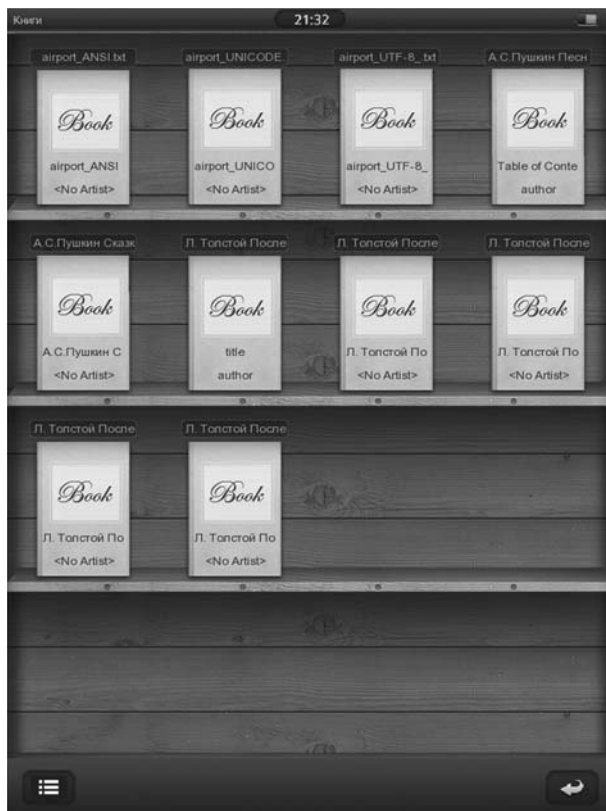 Книги 21:32
airport_ANSI.txt airport_UNICODE. airport_UTF-8_.txt А.С.Пушкин Песн
Book Book Book Book
airport_ANSI airport_UNICO airport_UTF-8_ Table of Conte
<No Artist> <No Artist> <No Artist> author
А.С.Пушкин Сказк Л. Толстой После Л. Толстой После Л. Толстой После
Book Book Book Book
А.С.Пушкин С title Л. Толстой По Л. Толстой По
<No Artist> author <No Artist> <No Artist>
Л. Толстой После Л. Толстой После
Book Book
Л. Толстой По Л. Толстой По
<No Artist> <No Artist>